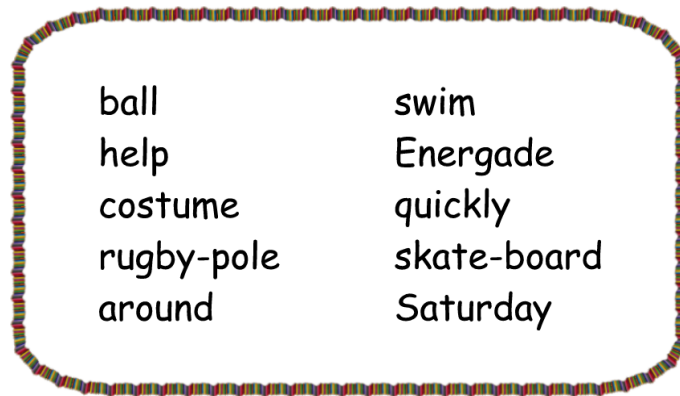 ball
help
costume
rugby-pole
around
swim
Energade
quickly
skate-board
Saturday